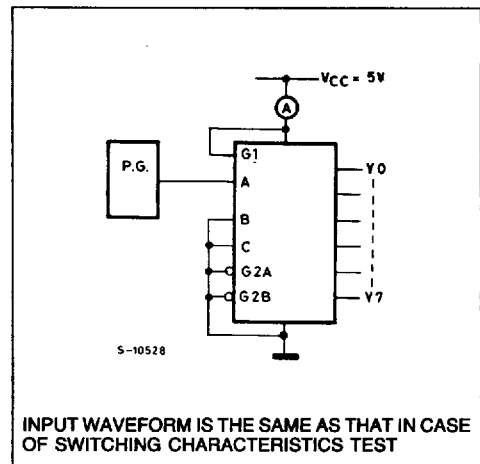 VCC = 5V
A
P.G.
G1
A
B
C
G2A
G2B
Y0
Y7
S-10528
INPUT WAVEFORM IS THE SAME AS THAT IN CASE
OF SWITCHING CHARACTERISTICS TEST